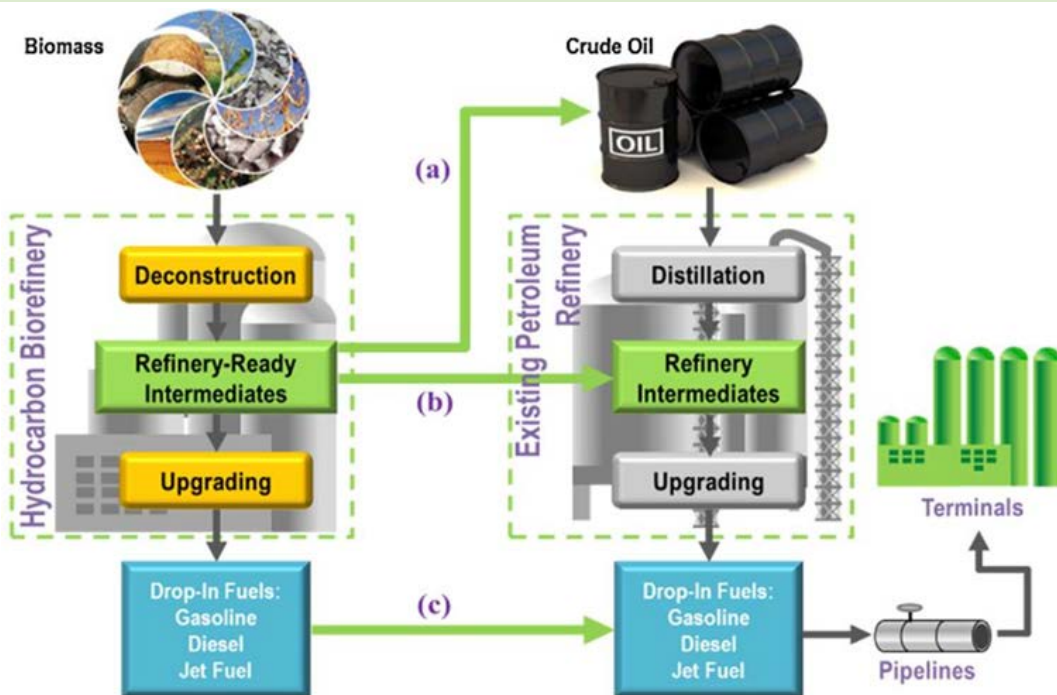 Biomass
Crude Oil
OIL
(a)
Hydrocarbon Biorefinery
Deconstruction
Refinery-Ready
Intermediates
Upgrading
(b)
Existing Petroleum
Refinery
Distillation
Refinery
Intermediates
Upgrading
Terminals
Drop-In Fuels:
Gasoline
Diesel
Jet Fuel
(c)
Drop-In Fuels:
Gasoline
Diesel
Jet Fuel
Pipelines